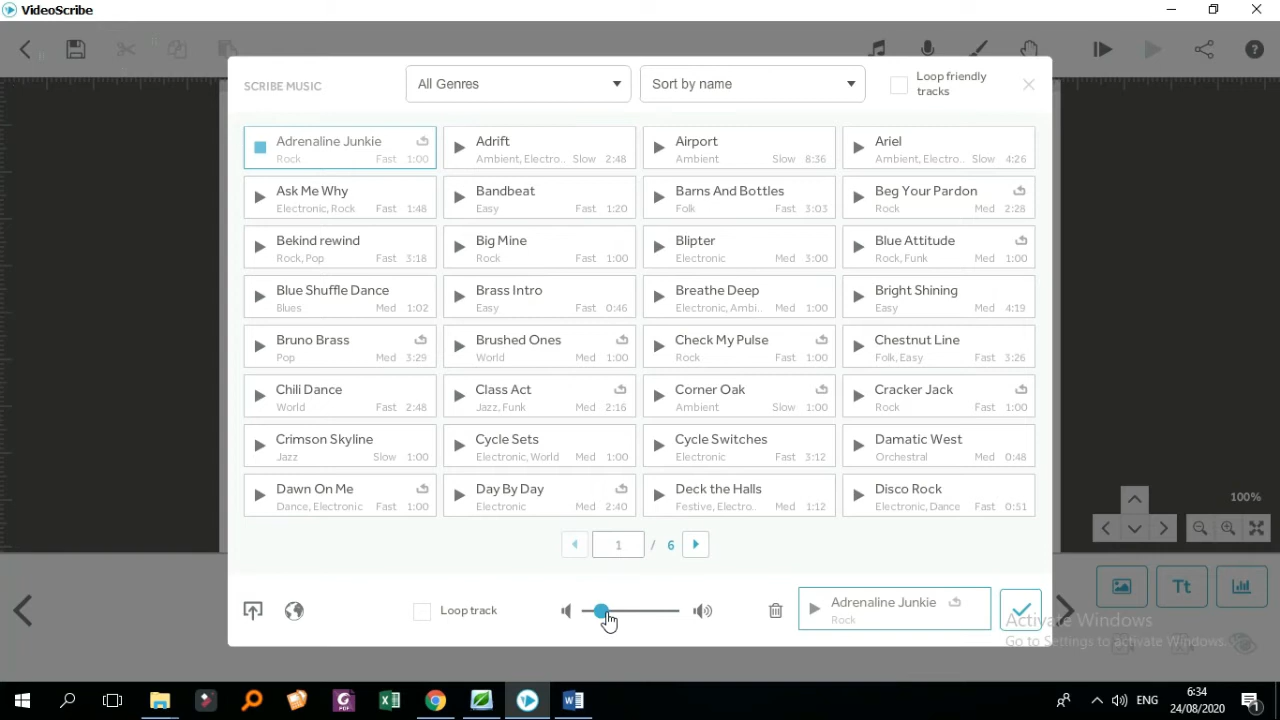 VideoScribe
SCRIBE MUSIC
All Genres
Sort by name
Loop friendly
tracks
Adrenaline Junkie
Rock Fast 1:00
Adrift
Ambient, Electro.. Slow 2:48
Airport
Ambient Slow 8:36
Ariel
Ambient, Electro.. Slow 4:26
Ask Me Why
Electronic, Rock Fast 1:48
Bandbeat
Easy Fast 1:20
Barns And Bottles
Folk Fast 3:03
Beg Your Pardon
Rock Med 2:28
Bekind rewind
Rock, Pop Fast 3:18
Big Mine
Rock Fast 1:00
Blipter
Electronic Med 3:00
Blue Attitude
Rock, Funk Med 1:00
Blue Shuffle Dance
Blues Med 1:02
Brass Intro
Easy Fast 0:46
Breathe Deep
Electronic, Ambi.. Med 1:00
Bright Shining
Easy Med 4:19
Bruno Brass
Pop Med 3:29
Brushed Ones
World Med 1:00
Check My Pulse
Rock Fast 1:00
Chestnut Line
Folk, Easy Fast 3:26
Chili Dance
World Fast 2:48
Class Act
Jazz, Funk Med 2:16
Corner Oak
Ambient Slow 1:00
Cracker Jack
Rock Fast 1:00
Crimson Skyline
Jazz Slow 1:00
Cycle Sets
Electronic, World Med 1:00
Cycle Switches
Electronic Fast 3:12
Damatic West
Orchestral Med 0:48
Dawn On Me
Dance, Electronic Fast 1:00
Day By Day
Electronic Med 2:40
Deck the Halls
Festive, Electro.. Med 1:12
Disco Rock
Electronic, Dance Fast 0:51
100%
1 / 6
Tt
Loop track
Adrenaline Junkie
Rock
Activate Windows
Go to Settings to activate Windows.
ENG
6:34
24/08/2020